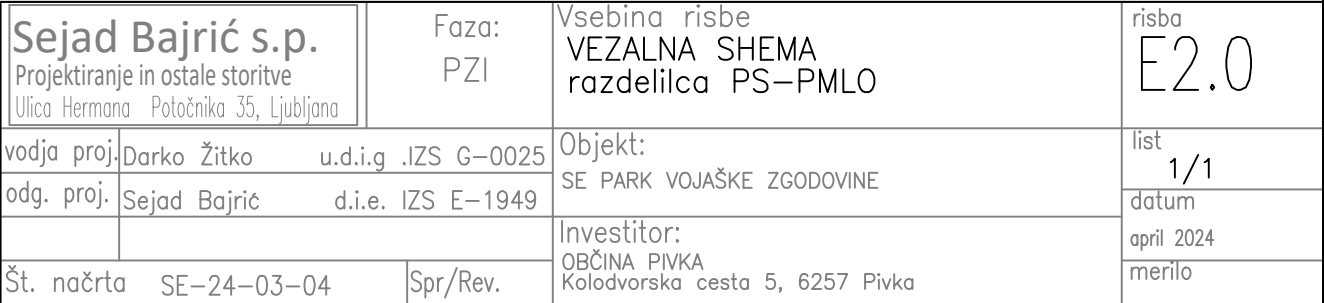 Sejad Bajrić s.p.
Projektiranje in ostale storitve
Ulica Hermana Potočnika 35, Ljubljana
Faza:
PZI
Vsebina risbe
VEZALNA SHEMA
razdelilca PS-PMLO
risba
E2.0
vodja proj. Darko Žitko u.d.i.g .IZS G-0025
odg. proj. Sejad Bajrić d.i.e. IZS E-1949
Objekt:
SE PARK VOJAŠKE ZGODOVINE
list
1/1
datum
april 2024
Investitor:
OBČINA PIVKA
Kolodvorska cesta 5, 6257 Pivka
merilo
Št. načrta SE-24-03-04 Spr/Rev.